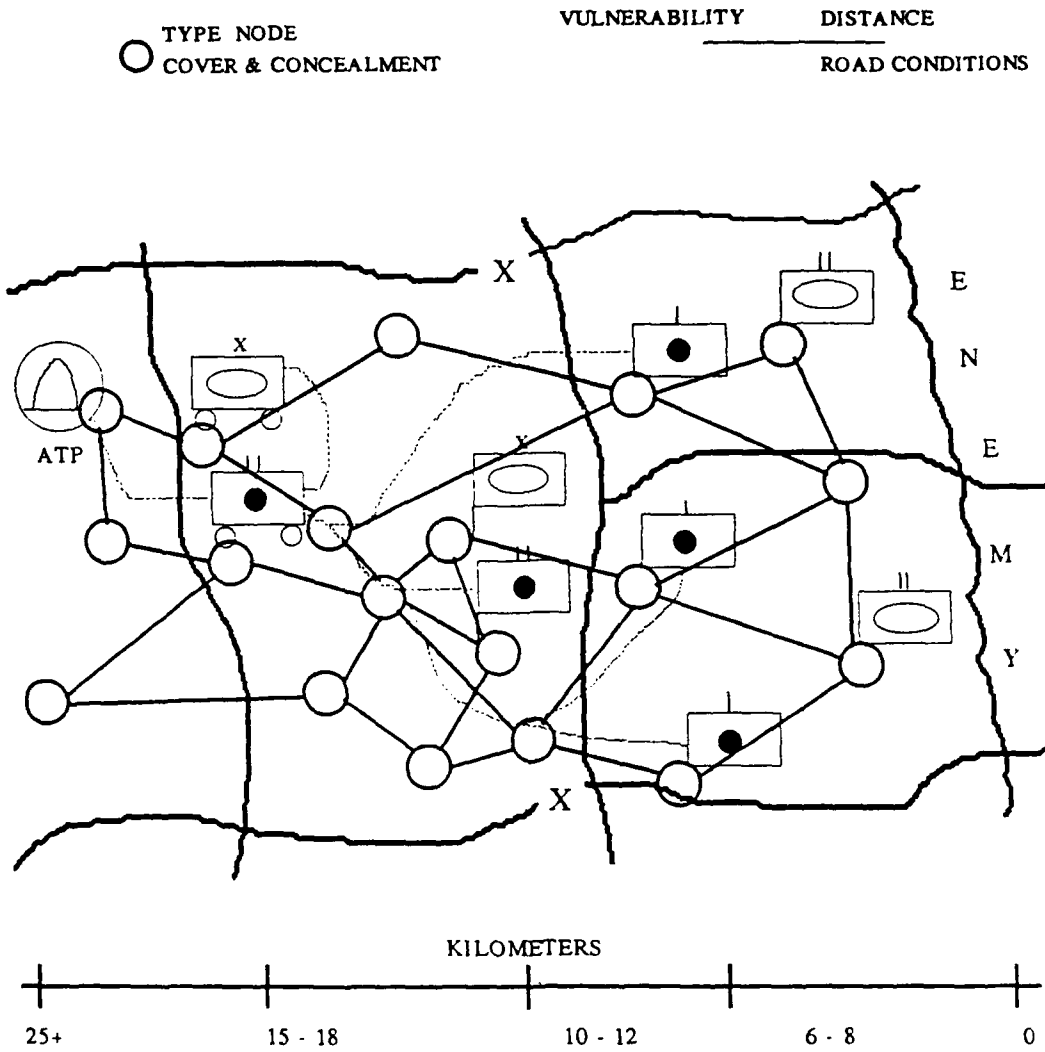 TYPE NODE
COVER & CONCEALMENT
VULNERABILITY DISTANCE
ROAD CONDITIONS
X
X
E
N
E
M
Y
II
I
X
ATP
II
X
I
II
II
I
X
KILOMETERS
25+ 15 - 18 10 - 12 6 - 8 0